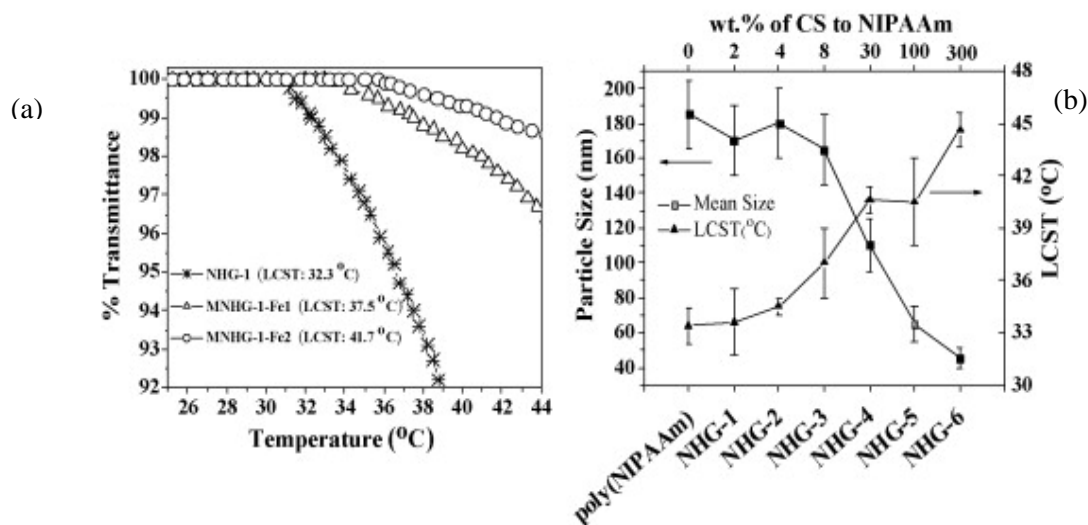 (a)
% Transmittance
100
99
98
97
96
95
94
93
92
NHG-1 (LCST: 32.3 °C)
MNHG-1-Fe1 (LCST: 37.5 °C)
MNHG-1-Fe2 (LCST: 41.7 °C)
26 28 30 32 34 36 38 40 42 44
Temperature (°C)
(b)
wt.% of CS to NIPAAm
0 2 4 8 30 100 300
Particle Size (nm)
200
180
160
140
120
100
80
60
40
Mean Size
LCST(°C)
48
45
42
39
36
33
30
LCST (°C)
poly(NIPAAm)
NHG-1
NHG-2
NHG-3
NHG-4
NHG-5
NHG-6